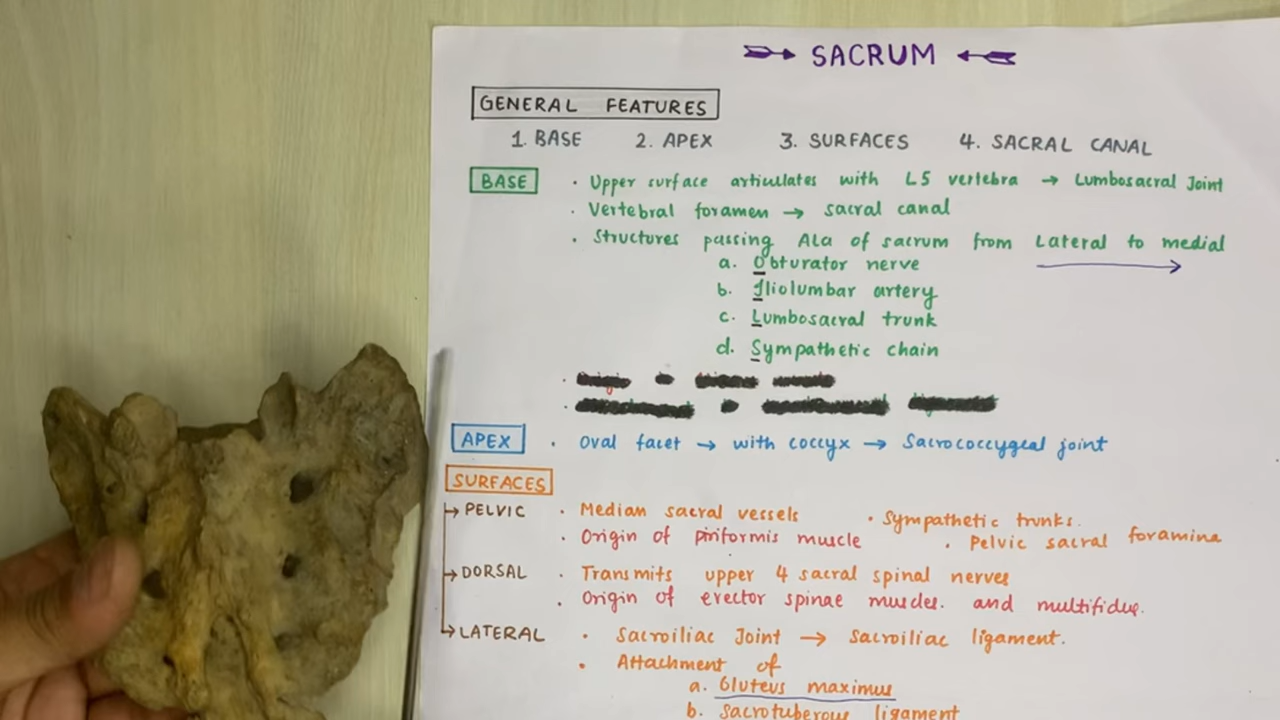 SACRUM
GENERAL FEATURES
1. BASE 2. APEX 3. SURFACES 4. SACRAL CANAL
BASE · Upper surface articulates with L5 vertebra → Lumbosacral Joint
· Vertebral foramen → sacral canal
· Structures passing Ala of sacrum from Lateral to medial
a. Obturator nerve
b. Iliolumbar artery
c. Lumbosacral trunk
d. Sympathetic chain
APEX · Oval facet → with coccyx → Sacrococcygeal joint
SURFACES
→ PELVIC · Median sacral vessels · Sympathetic trunks.
· Origin of piriformis muscle · Pelvic sacral foramina
→ DORSAL · Transmits upper 4 sacral spinal nerves
· Origin of erector spinae muscles. and multifidus.
→ LATERAL · Sacroiliac Joint → Sacroiliac ligament.
· Attachment of
a. Gluteus maximus
b. Sacrotuberous ligament